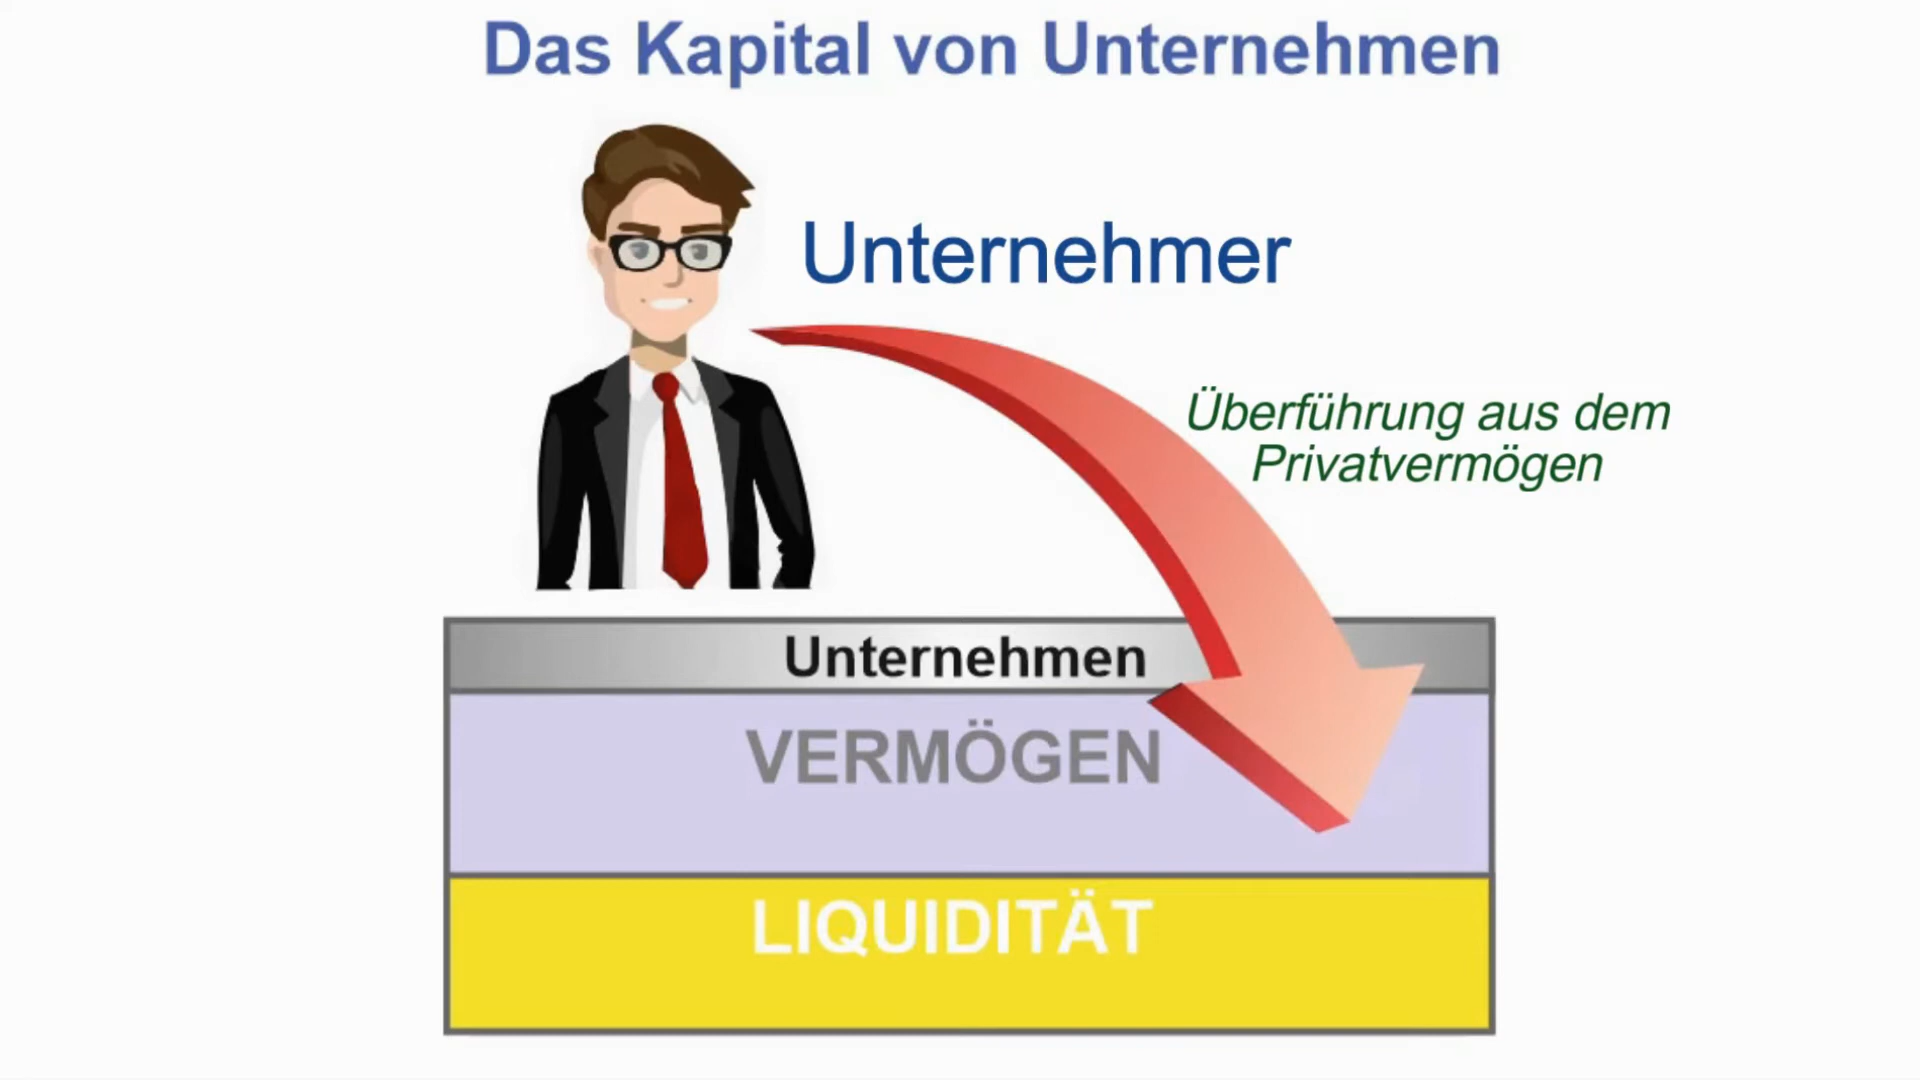 Das Kapital von Unternehmen
Unternehmer
Überführung aus dem
Privatvermögen
Unternehmen
VERMÖGEN
LIQUIDITÄT